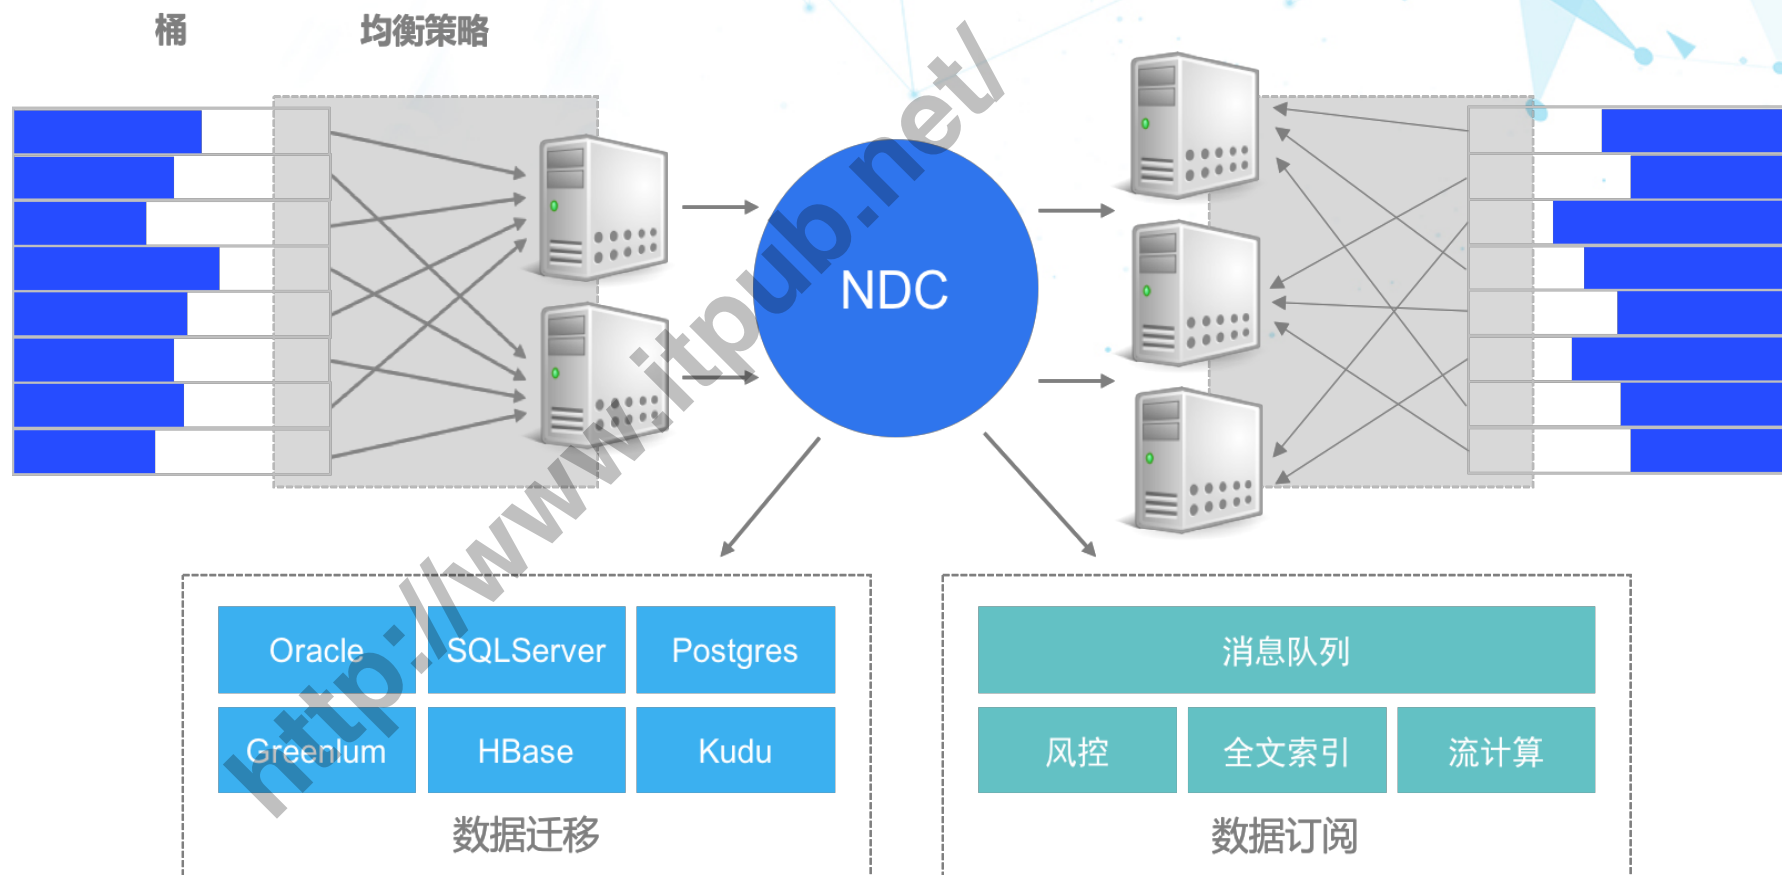 桶 均衡策略
NDC
Oracle SQLServer Postgres
Greenlum HBase Kudu
数据迁移
消息队列
风控 全文索引 流计算
数据订阅
http://www.itpub.net/